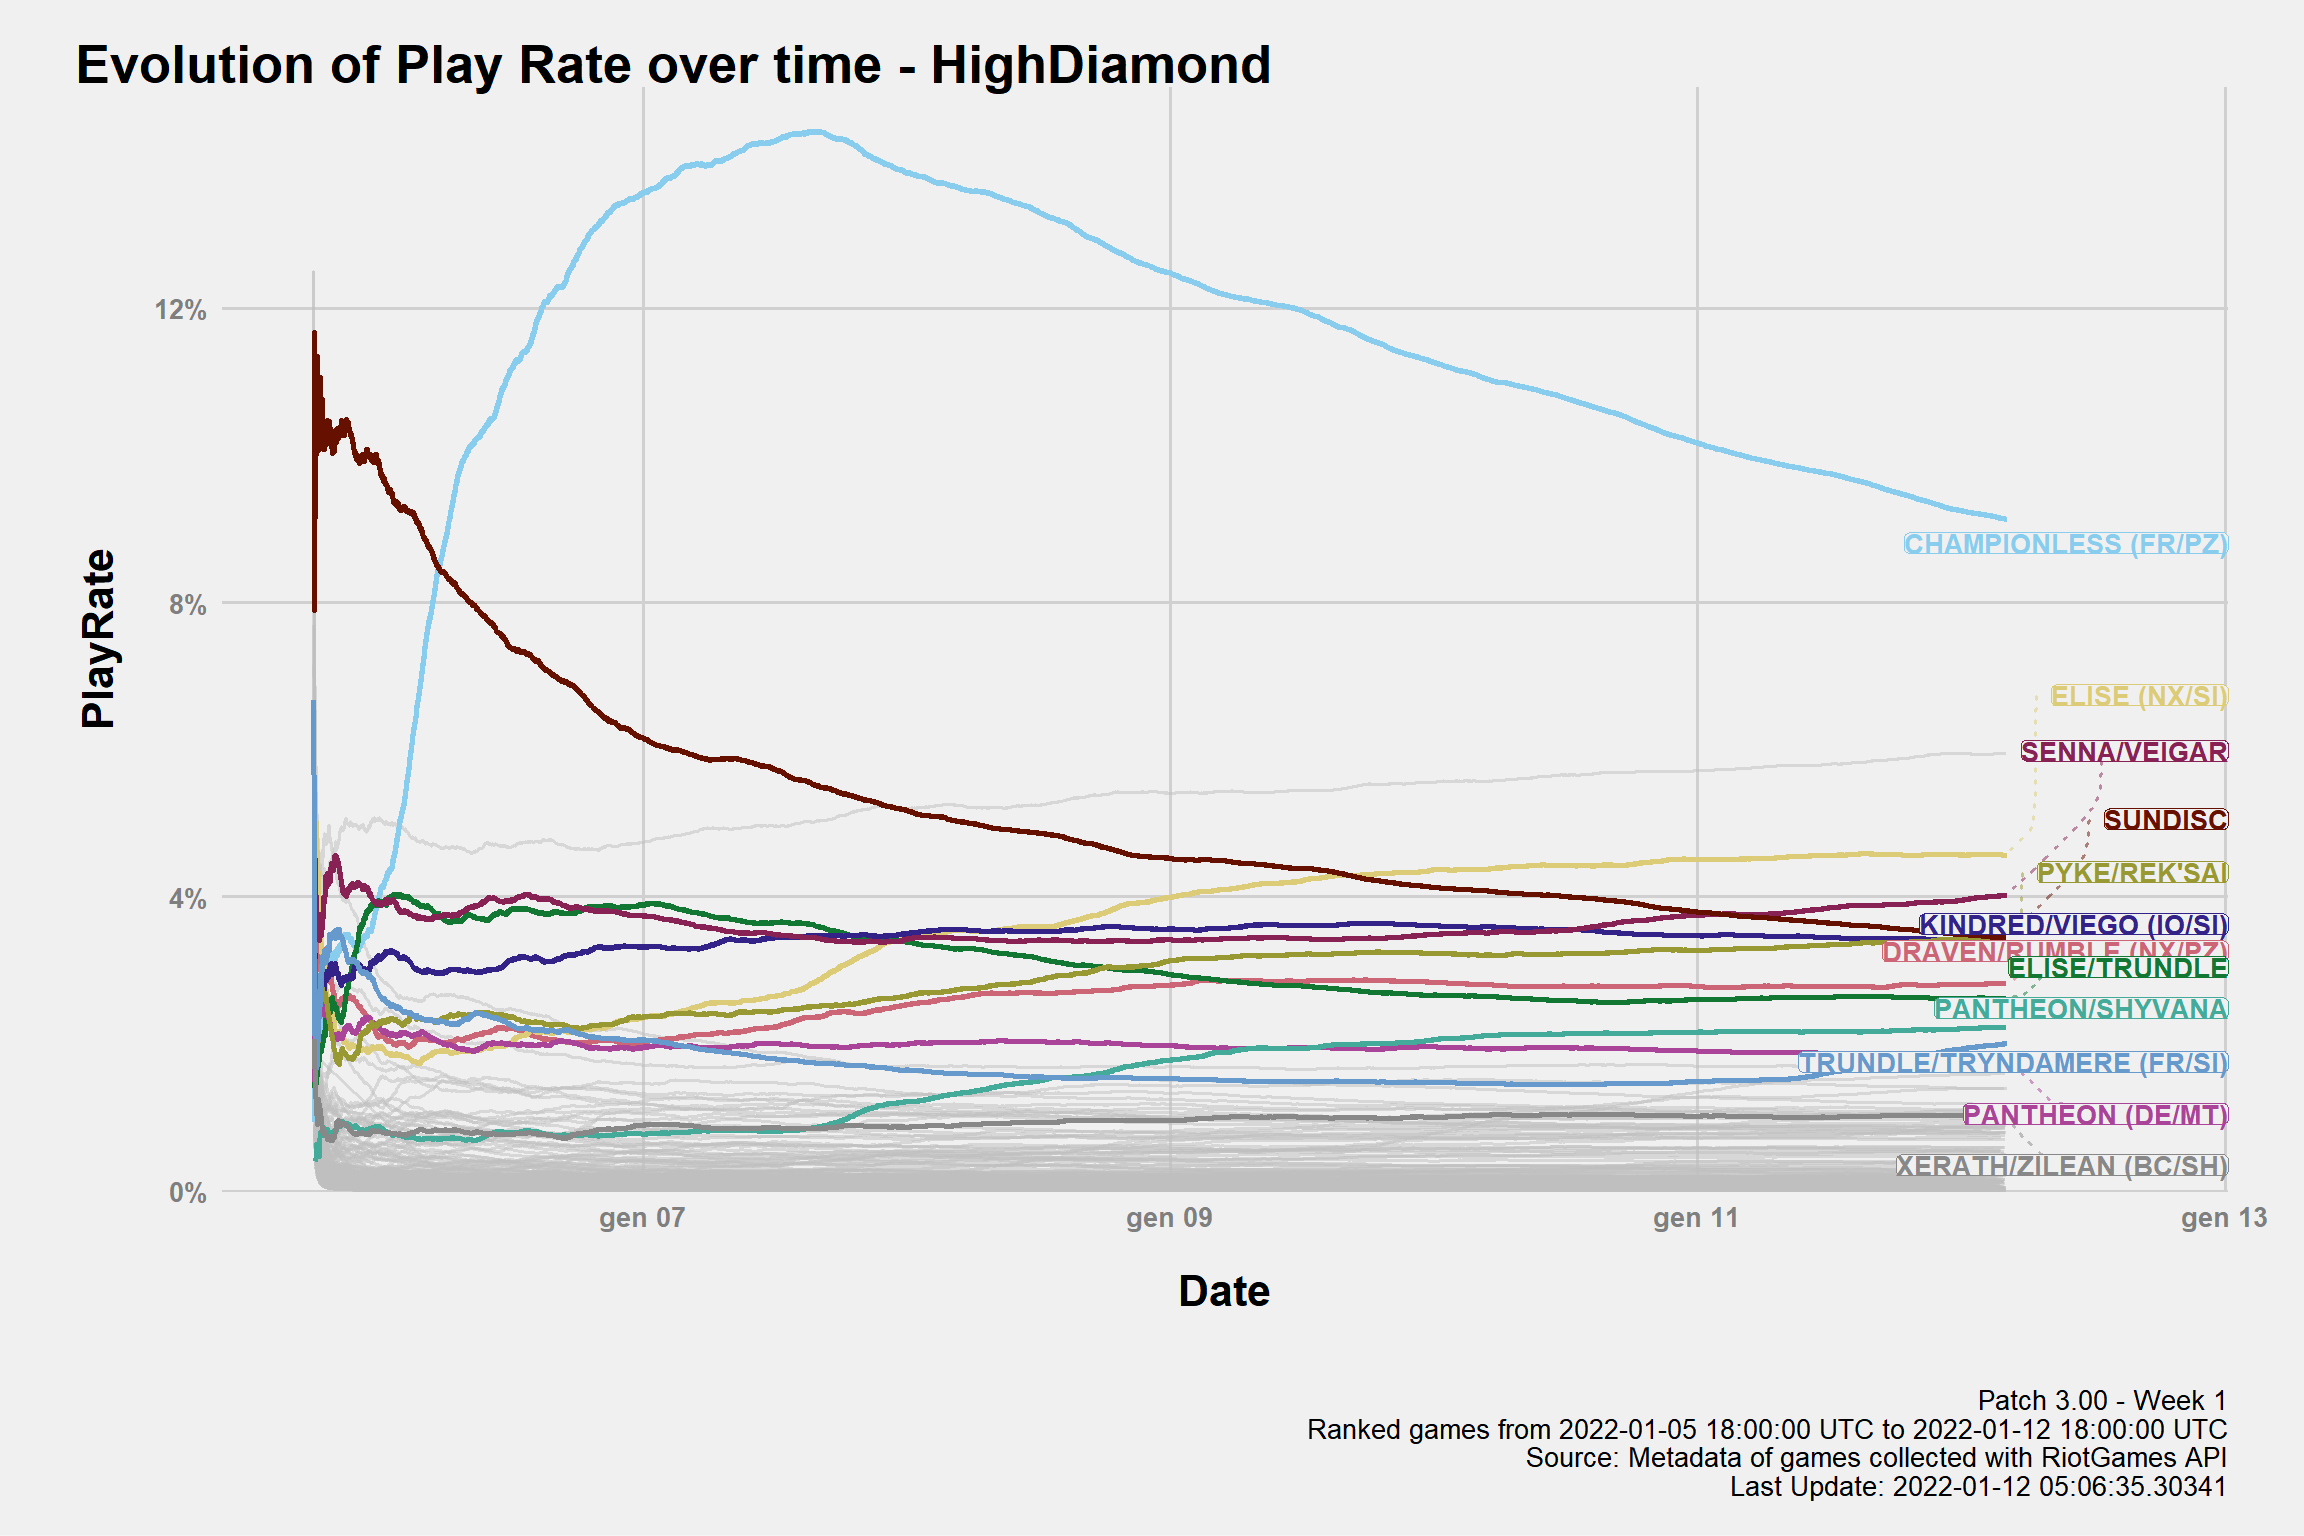 Evolution of Play Rate over time - HighDiamond
PlayRate
12%
8%
4%
0%
CHAMPIONLESS (FR/PZ)
ELISE (NX/SI)
SENNA/VEIGAR
SUNDISC
PYKE/REK'SAI
KINDRED/VIEGO (IO/SI)
DRAVEN/RUMBLE (NX/PZ)
ELISE/TRUNDLE
PANTHEON/SHYVANA
TRUNDLE/TRYNDAMERE (FR/SI)
PANTHEON (DE/MT)
XERATH/ZILEAN (BC/SH)
gen 07 gen 09 gen 11 gen 13
Date
Patch 3.00 - Week 1
Ranked games from 2022-01-05 18:00:00 UTC to 2022-01-12 18:00:00 UTC
Source: Metadata of games collected with RiotGames API
Last Update: 2022-01-12 05:06:35.30341